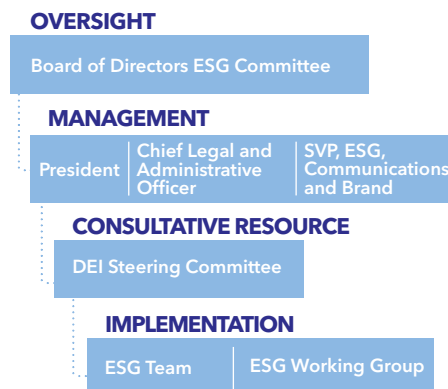 OVERSIGHT
Board of Directors ESG Committee
MANAGEMENT
President
Chief Legal and
Administrative
Officer
SVP, ESG,
Communications
and Brand
CONSULTATIVE RESOURCE
DEI Steering Committee
IMPLEMENTATION
ESG Team
ESG Working Group